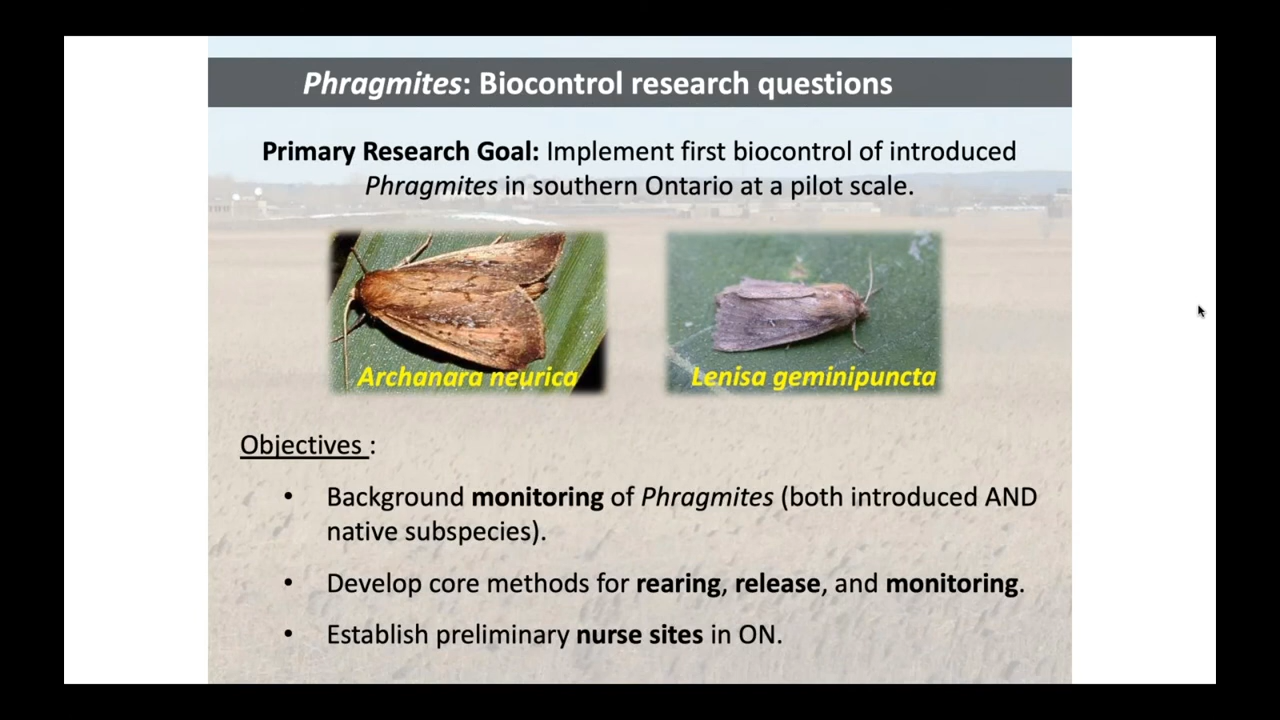 Phragmites: Biocontrol research questions
Primary Research Goal: Implement first biocontrol of introduced
Phragmites in southern Ontario at a pilot scale.
Archanara neurica
Lenisa geminipuncta
Objectives :
• Background monitoring of Phragmites (both introduced AND
native subspecies).
• Develop core methods for rearing, release, and monitoring.
• Establish preliminary nurse sites in ON.